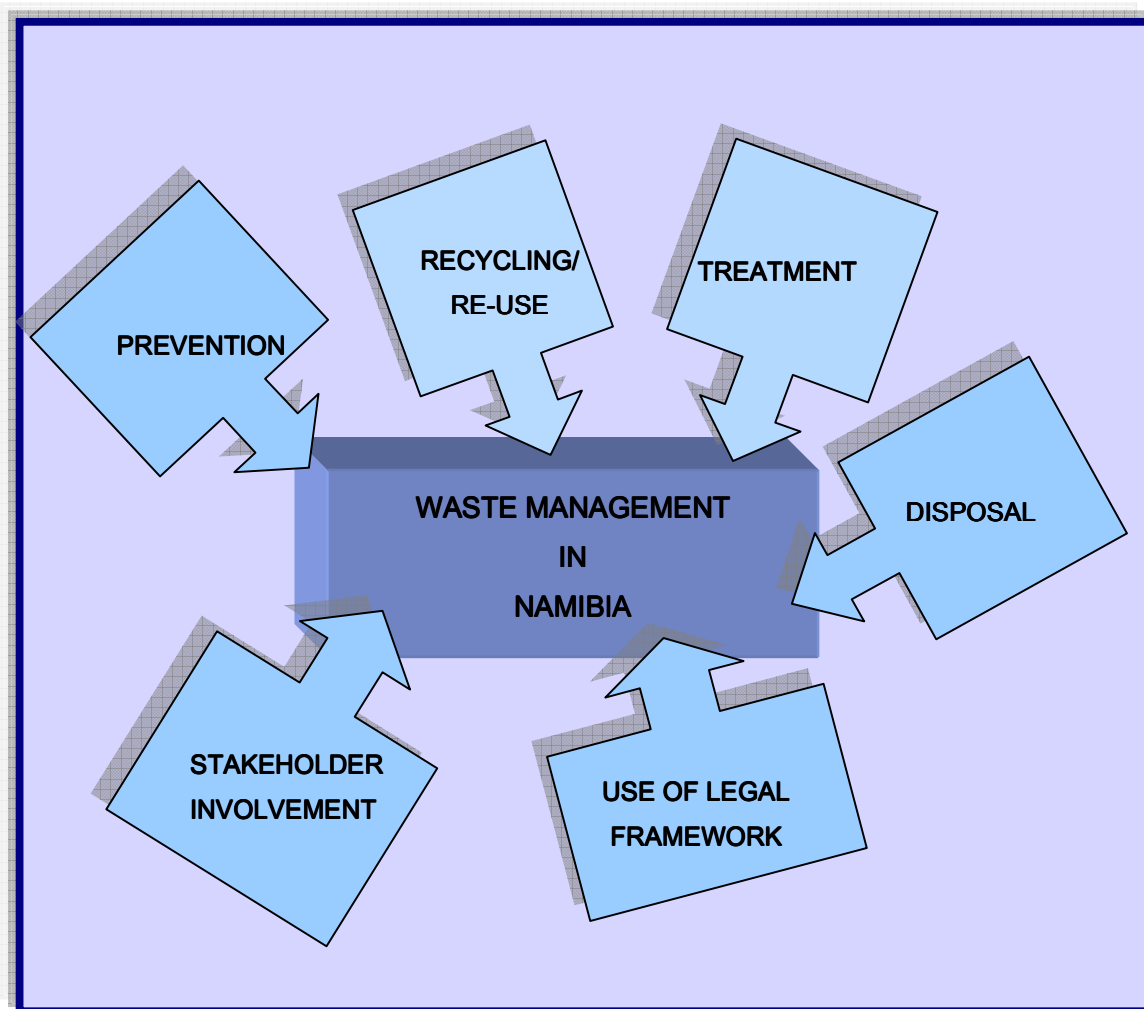 RECYCLING/
RE-USE
TREATMENT
PREVENTION
DISPOSAL
WASTE MANAGEMENT
IN
NAMIBIA
STAKEHOLDER
INVOLVEMENT
USE OF LEGAL
FRAMEWORK